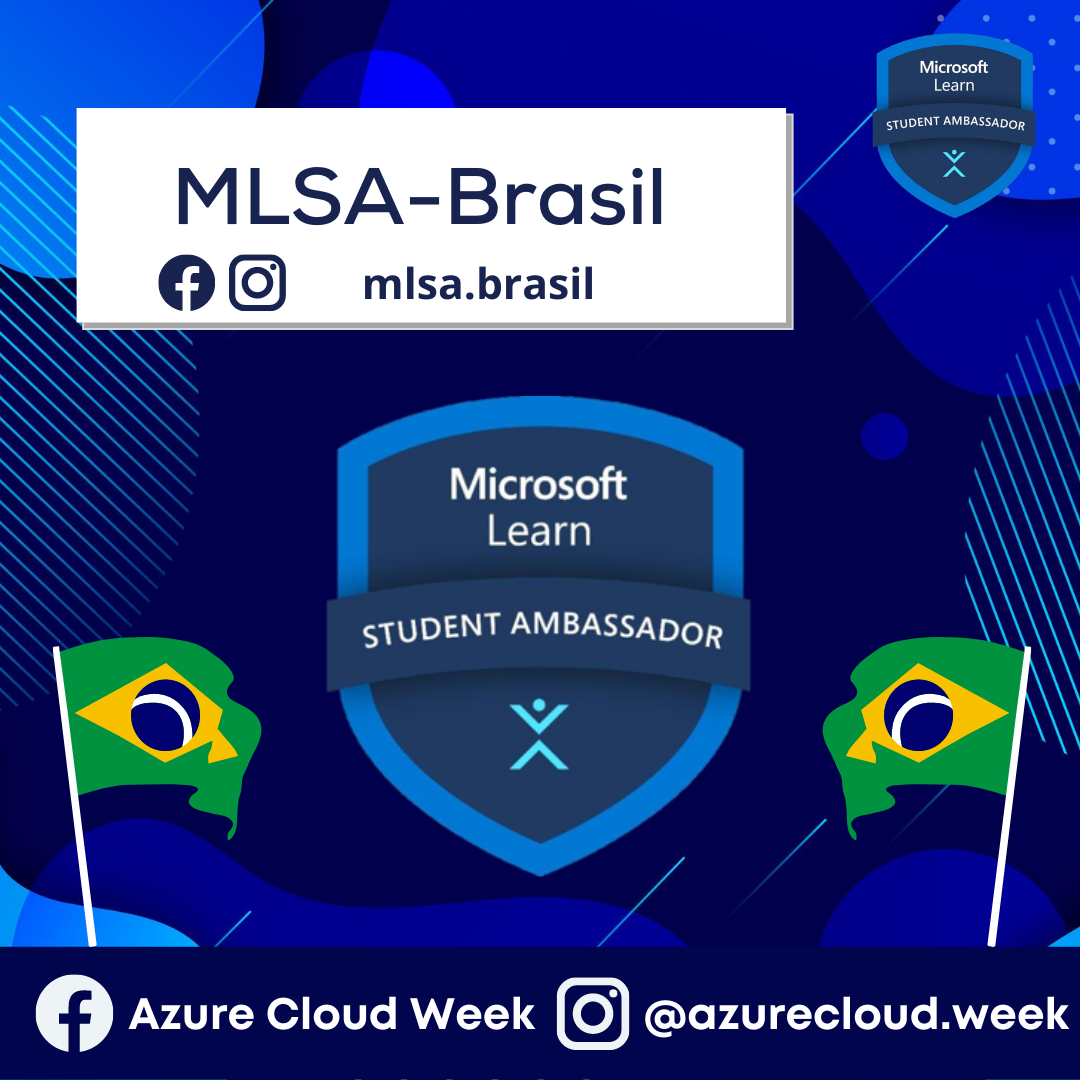 Microsoft
Learn
STUDENT AMBASSADOR
MLSA-Brasil
mlsa.brasil
Microsoft
Learn
STUDENT AMBASSADOR
Azure Cloud Week @azurecloud.week